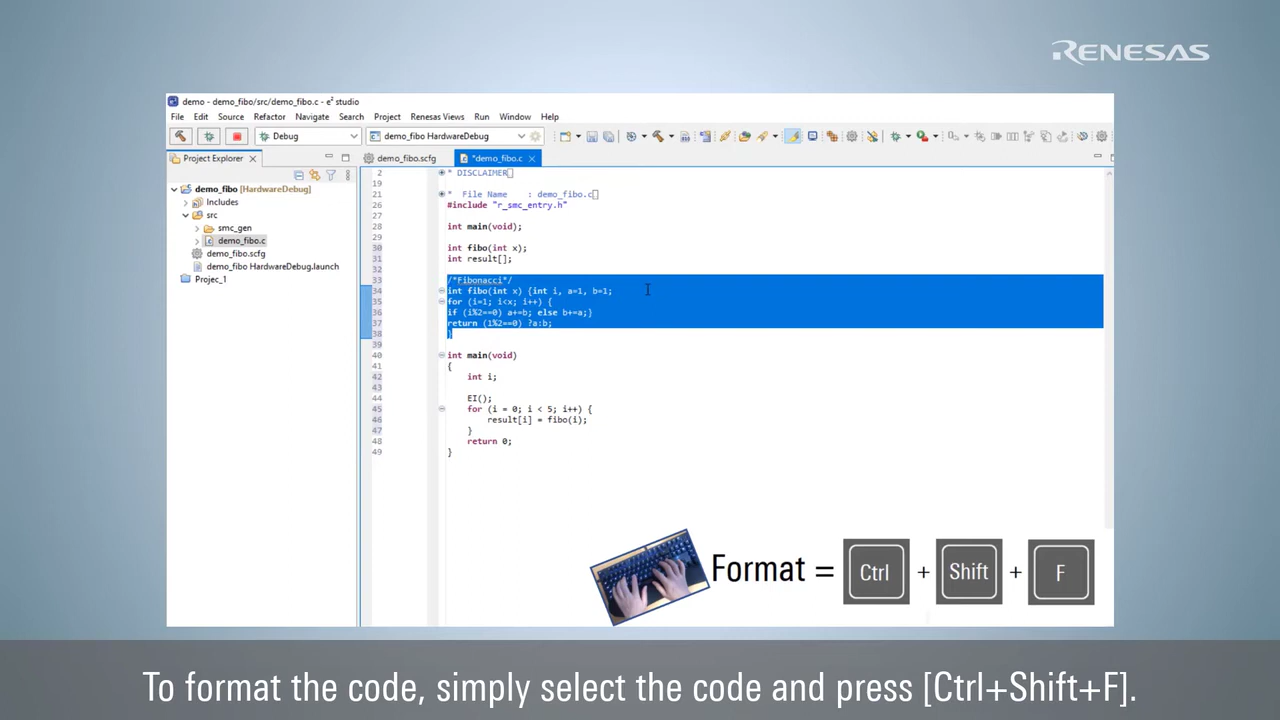 RENESAS
demo - demo_fibo/src/demo_fibo.c - e² studio
File Edit Source Refactor Navigate Search Project Renesas Views Run Window Help
Debug demo_fibo HardwareDebug
Project Explorer demo_fibo.scfg *demo_fibo.c
demo_fibo [HardwareDebug]
Includes
src
smc_gen
demo_fibo.c
demo_fibo.scfg
demo_fibo HardwareDebug.launch
Projec_1
2 * DISCLAIMER
19
21 * File Name : demo_fibo.c
26 #include "r_smc_entry.h"
27
28 int main(void);
29
30 int fibo(int x);
31 int result[];
32
33 /*Fibonacci*/
34 int fibo(int x) {int i, a=1, b=1;
35 for (i=1; i<x; i++) {
36 if (i%2==0) a+=b; else b+=a;}
37 return (1%2==0) ?a:b;
38 }
39
40 int main(void)
41 {
42 int i;
43
44 EI();
45 for (i = 0; i < 5; i++) {
46 result[i] = fibo(i);
47 }
48 return 0;
49 }
Format = Ctrl + Shift + F
To format the code, simply select the code and press [Ctrl+Shift+F].